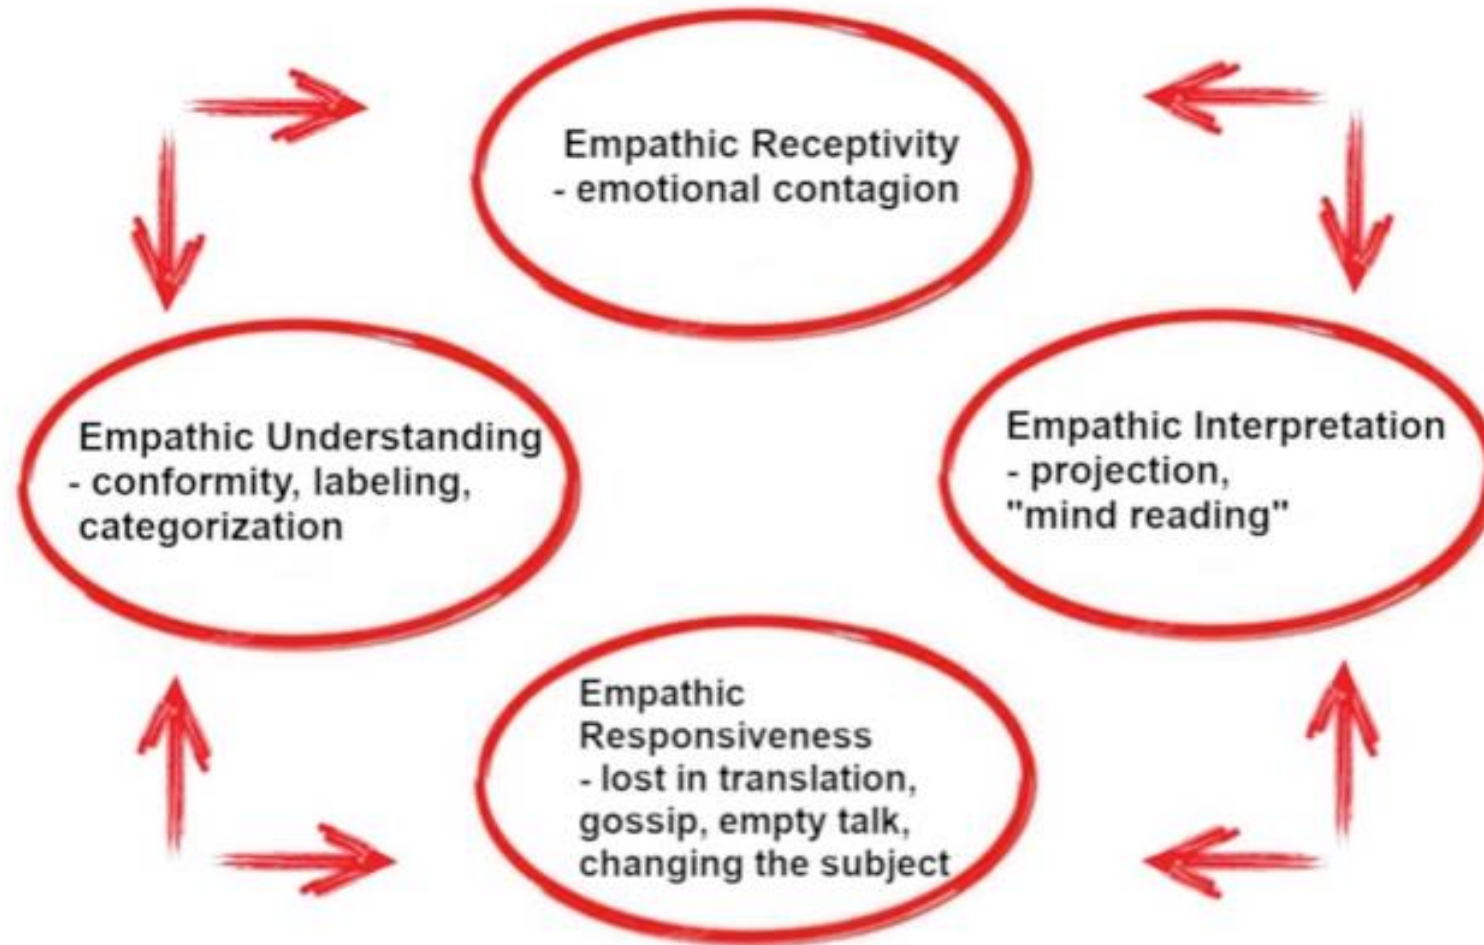 Empathic Receptivity
- emotional contagion
Empathic Understanding
- conformity, labeling,
categorization
Empathic Interpretation
- projection,
"mind reading"
Empathic
Responsiveness
- lost in translation,
gossip, empty talk,
changing the subject